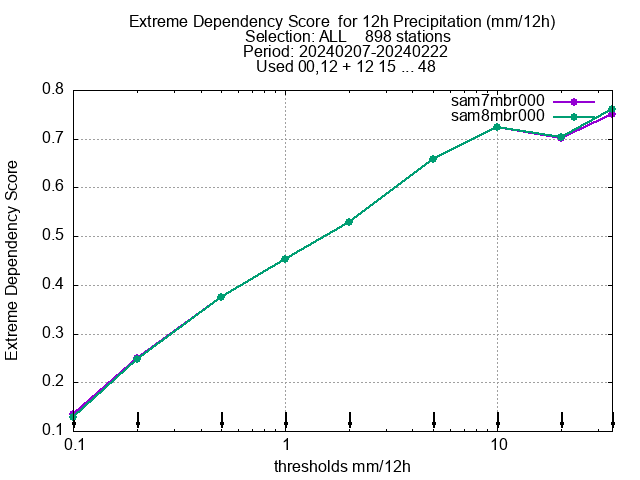 Extreme Dependency Score  for 12h Precipitation (mm/12h)
Selection: ALL    898 stations
Period: 20240207-20240222
Used 00,12 + 12 15 ... 48
sam7mbr000
sam8mbr000
0.8
0.7
0.6
0.5
0.4
0.3
0.2
0.1
Extreme Dependency Score
0.1
1
10
thresholds mm/12h